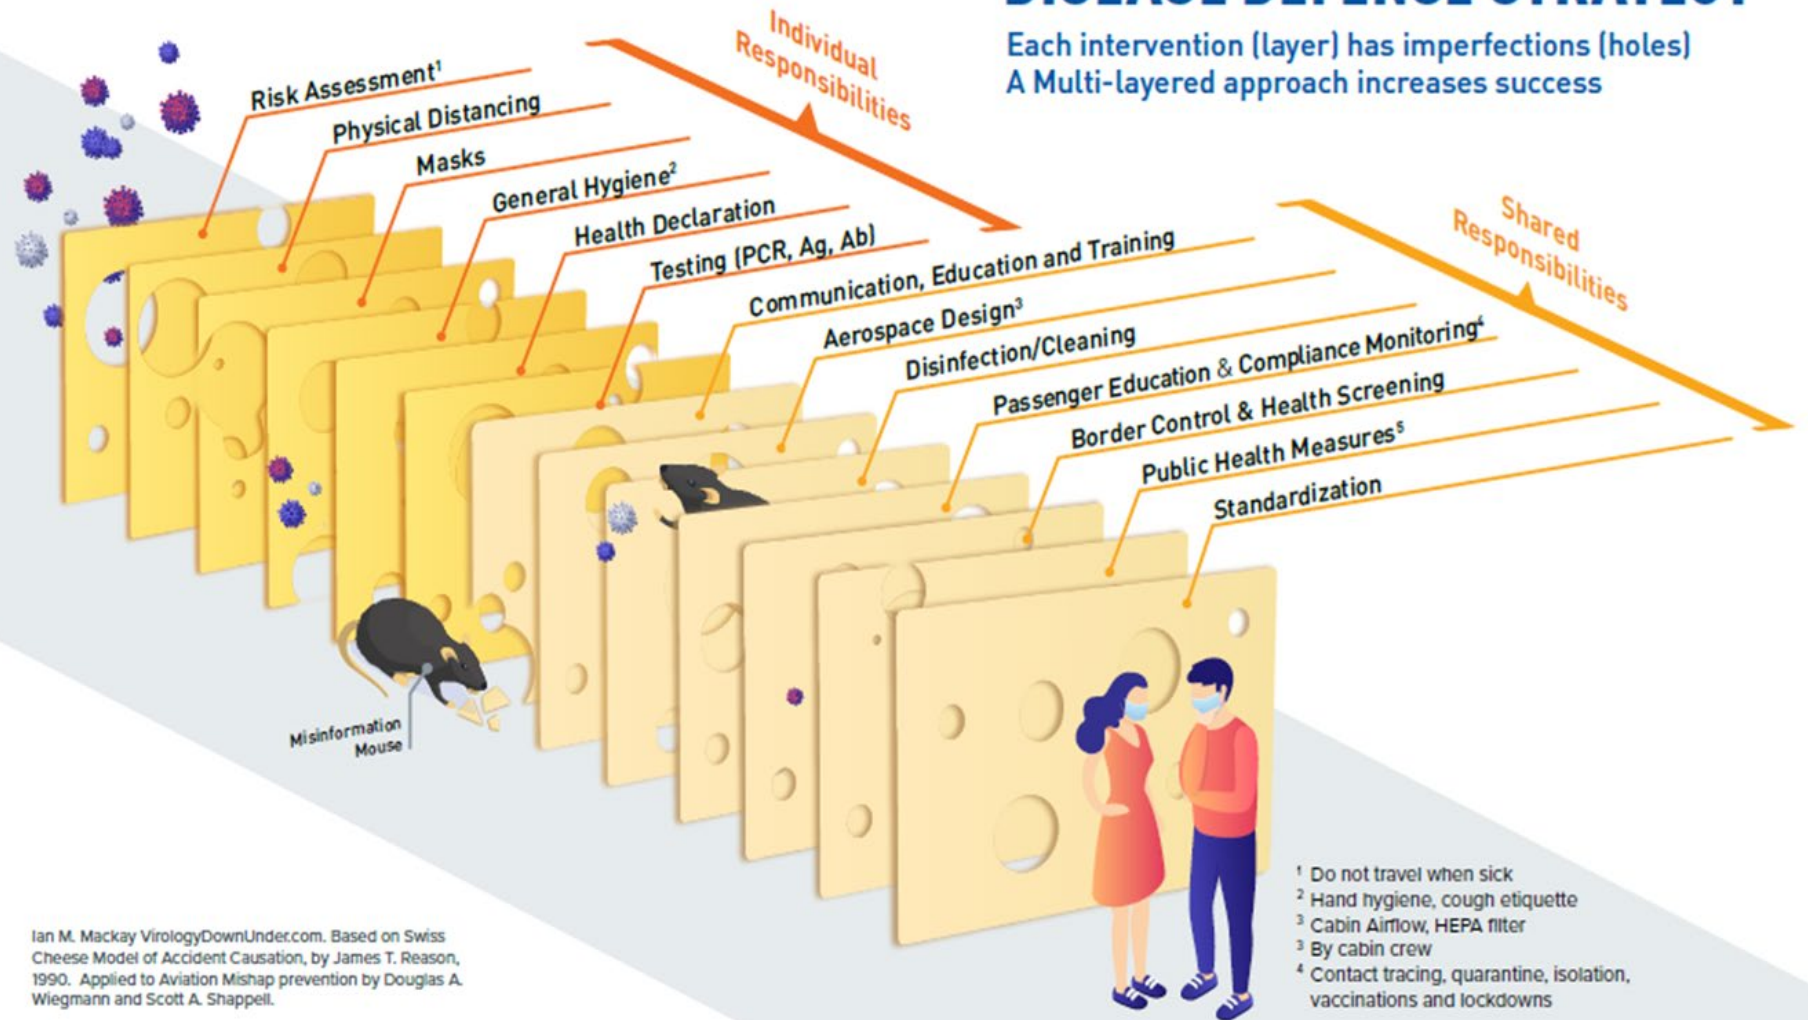 Each intervention (layer) has imperfections (holes)
A Multi-layered approach increases success
Individual
Responsibilities
Risk Assessment¹
Physical Distancing
Masks
General Hygiene²
Health Declaration
Testing (PCR, Ag, Ab)
Shared
Responsibilities
Communication, Education and Training
Aerospace Design³
Disinfection/Cleaning
Passenger Education & Compliance Monitoring⁴
Border Control & Health Screening
Public Health Measures⁵
Standardization
Misinformation
Mouse
Ian M. Mackay VirologyDownUnder.com. Based on Swiss
Cheese Model of Accident Causation, by James T. Reason,
1990. Applied to Aviation Mishap prevention by Douglas A.
Wiegmann and Scott A. Shappell.
¹ Do not travel when sick
² Hand hygiene, cough etiquette
³ Cabin Airflow, HEPA filter
³ By cabin crew
⁴ Contact tracing, quarantine, isolation,
vaccinations and lockdowns